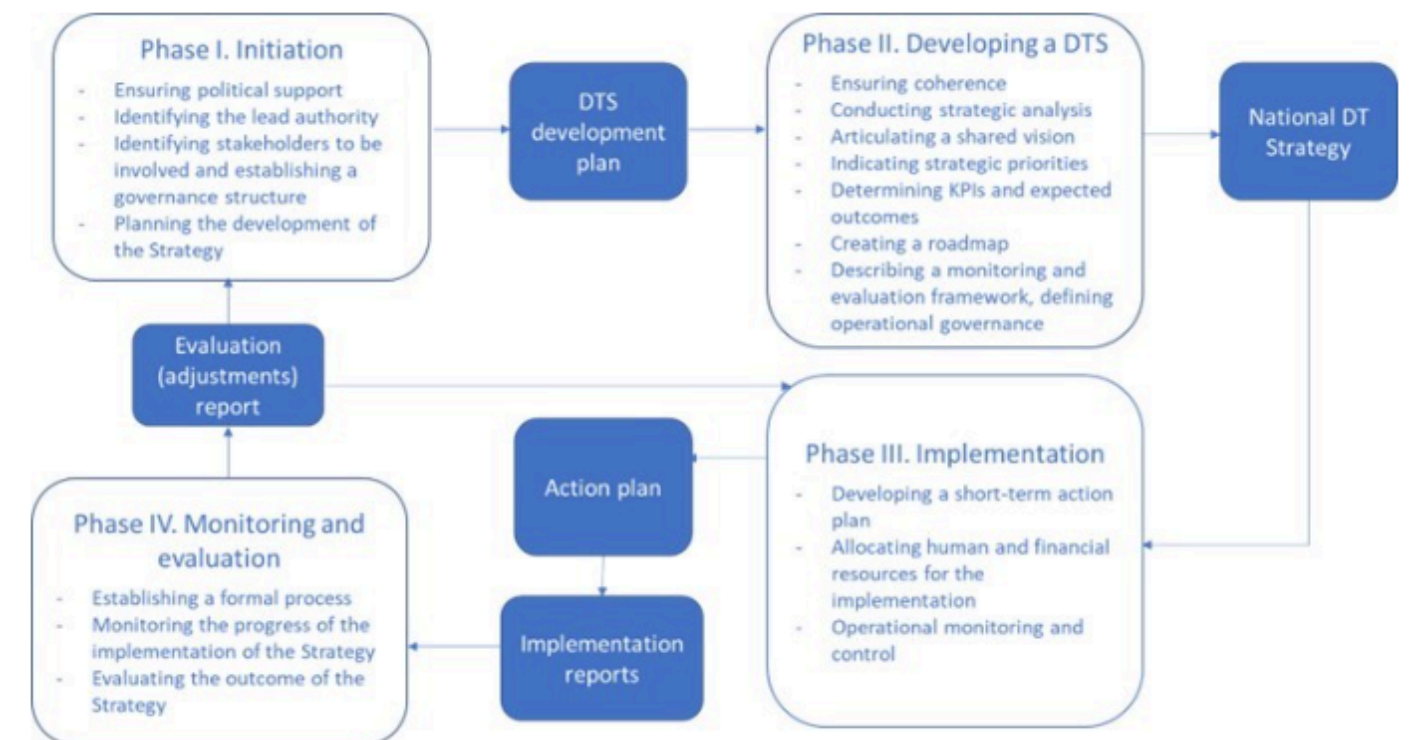 Phase I. Initiation
- Ensuring political support
- Identifying the lead authority
- Identifying stakeholders to be
involved and establishing a
governance structure
- Planning the development of
the Strategy
DTS
development
plan
Phase II. Developing a DTS
- Ensuring coherence
- Conducting strategic analysis
- Articulating a shared vision
- Indicating strategic priorities
- Determining KPIs and expected
outcomes
- Creating a roadmap
- Describing a monitoring and
evaluation framework, defining
operational governance
National DT
Strategy
Phase III. Implementation
- Developing a short-term action
plan
- Allocating human and financial
resources for the
implementation
- Operational monitoring and
control
Action plan
Implementation
reports
Phase IV. Monitoring and
evaluation
- Establishing a formal process
- Monitoring the progress of the
implementation of the Strategy
- Evaluating the outcome of the
Strategy
Evaluation
(adjustments)
report